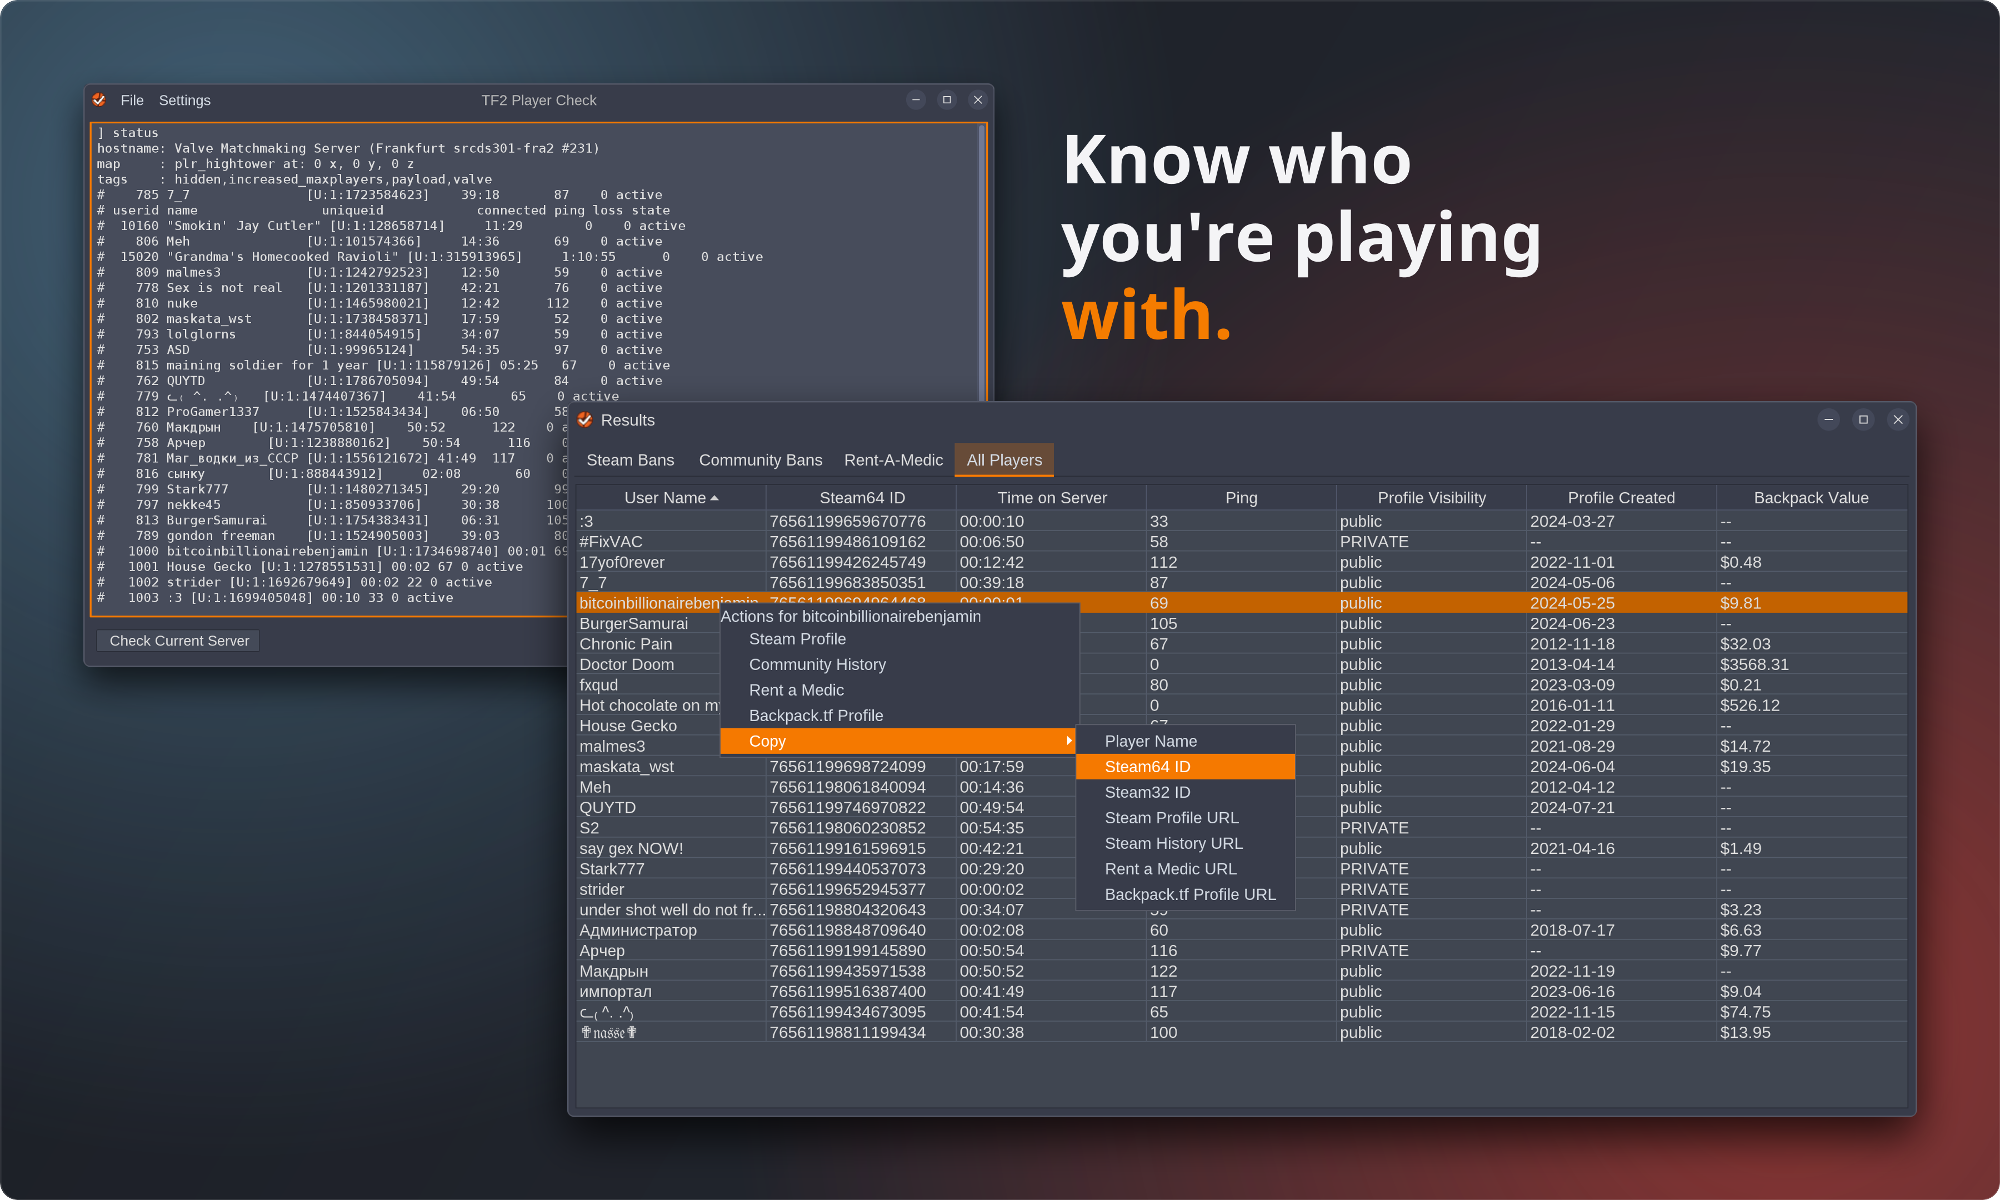 File Settings TF2 Player Check
] status
hostname: Valve Matchmaking Server (Frankfurt srcds301-fra2 #231)
map : plr_hightower at: 0 x, 0 y, 0 z
tags : hidden,increased_maxplayers,payload,valve
# 785 7_7 [U:1:1723584623] 39:18 87 0 active
# userid name uniqueid connected ping loss state
# 10160 "Smokin' Jay Cutler" [U:1:128658714] 11:29 0 0 active
# 806 Meh [U:1:101574366] 14:36 69 0 active
# 15020 "Grandma's Homecooked Ravioli" [U:1:315913965] 1:10:55 0 0 active
# 809 malmes3 [U:1:1242792523] 12:50 59 0 active
# 778 Sex is not real [U:1:1201331187] 42:21 76 0 active
# 810 nuke [U:1:1465980021] 12:42 112 0 active
# 802 maskata_wst [U:1:1738458371] 17:59 52 0 active
# 793 lolglorns [U:1:844054915] 34:07 59 0 active
# 753 ASD [U:1:99965124] 54:35 97 0 active
# 815 maining soldier for 1 year [U:1:115879126] 05:25 67 0 active
# 762 QUYTD [U:1:1786705094] 49:54 84 0 active
# 779 ᓚ₍ ^. .^₎ [U:1:1474407367] 41:54 65 0 active
# 812 ProGamer1337 [U:1:1525843434] 06:50 58
# 760 Макдрын [U:1:1475705810] 50:52 122 0 a
# 758 Арчер [U:1:1238880162] 50:54 116
# 781 Маг_водки_из_СССР [U:1:1556121672] 41:49 117 0 a
# 816 сынку [U:1:888443912] 02:08 60
# 799 Stark777 [U:1:1480271345] 29:20 99
# 797 nekke45 [U:1:850933706] 30:38 100
# 813 BurgerSamurai [U:1:1754383431] 06:31 105
# 789 gondon freeman [U:1:1524905003] 39:03 80
# 1000 bitcoinbillionairebenjamin [U:1:1734698740] 00:01 69
# 1001 House Gecko [U:1:1278551531] 00:02 67 0 active
# 1002 strider [U:1:1692679649] 00:02 22 0 active
# 1003 :3 [U:1:1699405048] 00:10 33 0 active
Check Current Server
Know who
you're playing
with.
Results
Steam Bans Community Bans Rent-A-Medic All Players
User Name Steam64 ID Time on Server Ping Profile Visibility Profile Created Backpack Value
:3 76561199659670776 00:00:10 33 public 2024-03-27 --
#FixVAC 76561199486109162 00:06:50 58 PRIVATE -- --
17yof0rever 76561199426245749 00:12:42 112 public 2022-11-01 $0.48
7_7 76561199683850351 00:39:18 87 public 2024-05-06 --
69 public 2024-05-25 $9.81
BurgerSamurai 105 public 2024-06-23 --
Chronic Pain 67 public 2012-11-18 $32.03
Doctor Doom 0 public 2013-04-14 $3568.31
fxqud 80 public 2023-03-09 $0.21
Hot chocolate on m 0 public 2016-01-11 $526.12
House Gecko 67 public 2022-01-29 --
malmes3 public 2021-08-29 $14.72
maskata_wst 76561199698724099 00:17:59 public 2024-06-04 $19.35
Meh 76561198061840094 00:14:36 public 2012-04-12 --
QUYTD 76561199746970822 00:49:54 public 2024-07-21 --
S2 76561198060230852 00:54:35 PRIVATE -- --
say gex NOW! 76561199161596915 00:42:21 public 2021-04-16 $1.49
Stark777 76561199440537073 00:29:20 PRIVATE -- --
strider 76561199652945377 00:00:02 PRIVATE -- --
under shot well do not fr... 76561198804320643 00:34:07 59 PRIVATE -- $3.23
Администратор 76561198848709640 00:02:08 60 public 2018-07-17 $6.63
Арчер 76561199199145890 00:50:54 116 PRIVATE -- $9.77
Макдрын 76561199435971538 00:50:52 122 public 2022-11-19 --
импортал 76561199516387400 00:41:49 117 public 2023-06-16 $9.04
ᓚ₍ ^. .^₎ 76561199434673095 00:41:54 65 public 2022-11-15 $74.75
✟𝔫𝔞𝔰𝔰𝔢✟ 76561198811199434 00:30:38 100 public 2018-02-02 $13.95
Actions for bitcoinbillionairebenjamin
Steam Profile
Community History
Rent a Medic
Backpack.tf Profile
Copy
Player Name
Steam64 ID
Steam32 ID
Steam Profile URL
Steam History URL
Rent a Medic URL
Backpack.tf Profile URL